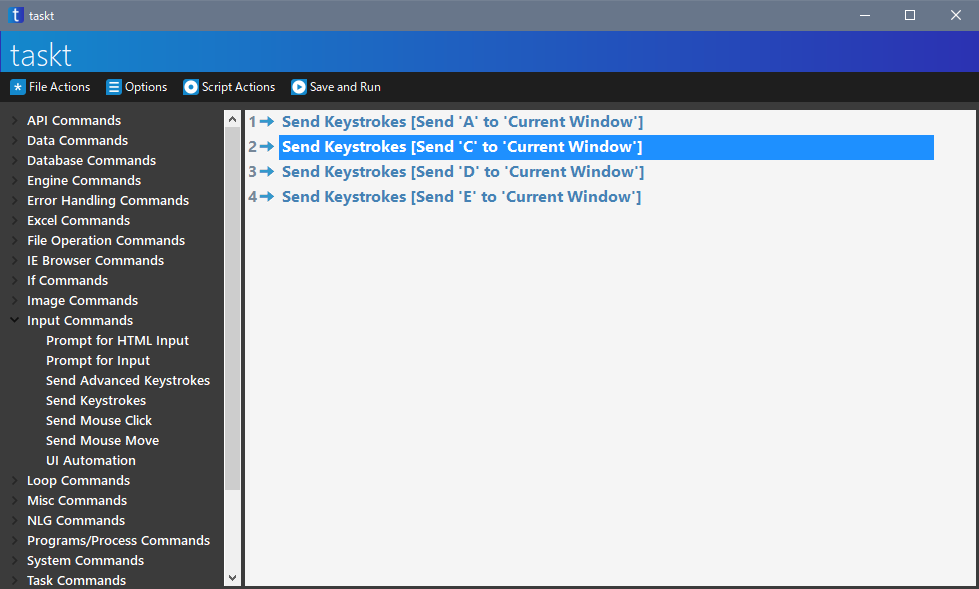 taskt
taskt
File Actions Options Script Actions Save and Run
API Commands
Data Commands
Database Commands
Engine Commands
Error Handling Commands
Excel Commands
File Operation Commands
IE Browser Commands
If Commands
Image Commands
Input Commands
Prompt for HTML Input
Prompt for Input
Send Advanced Keystrokes
Send Keystrokes
Send Mouse Click
Send Mouse Move
UI Automation
Loop Commands
Misc Commands
NLG Commands
Programs/Process Commands
System Commands
Task Commands
1 Send Keystrokes [Send 'A' to 'Current Window']
2 Send Keystrokes [Send 'C' to 'Current Window']
3 Send Keystrokes [Send 'D' to 'Current Window']
4 Send Keystrokes [Send 'E' to 'Current Window']